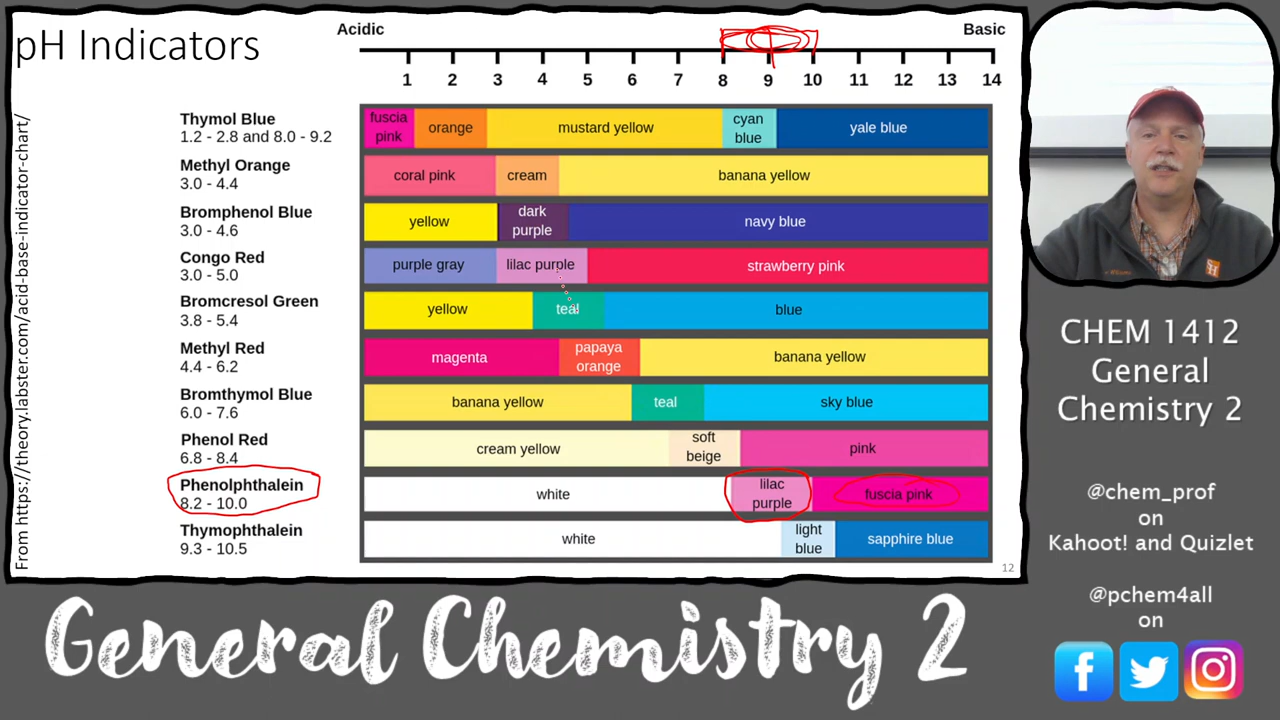 pH Indicators
Acidic
Basic
1 2 3 4 5 6 7 8 9 10 11 12 13 14
From https://theory.labster.com/acid-base-indicator-chart/
Thymol Blue
1.2 - 2.8 and 8.0 - 9.2
fuscia
pink
orange
mustard yellow
cyan
blue
yale blue
Methyl Orange
3.0 - 4.4
coral pink
cream
banana yellow
Bromphenol Blue
3.0 - 4.6
yellow
dark
purple
navy blue
Congo Red
3.0 - 5.0
purple gray
lilac purple
strawberry pink
Bromcresol Green
3.8 - 5.4
yellow
teal
blue
Methyl Red
4.4 - 6.2
magenta
papaya
orange
banana yellow
Bromthymol Blue
6.0 - 7.6
banana yellow
teal
sky blue
Phenol Red
6.8 - 8.4
cream yellow
soft
beige
pink
Phenolphthalein
8.2 - 10.0
white
lilac
purple
fuscia pink
Thymophthalein
9.3 - 10.5
white
light
blue
sapphire blue
12
CHEM 1412
General
Chemistry 2
@chem_prof
on
Kahoot! and Quizlet
@pchem4all
on
General Chemistry 2